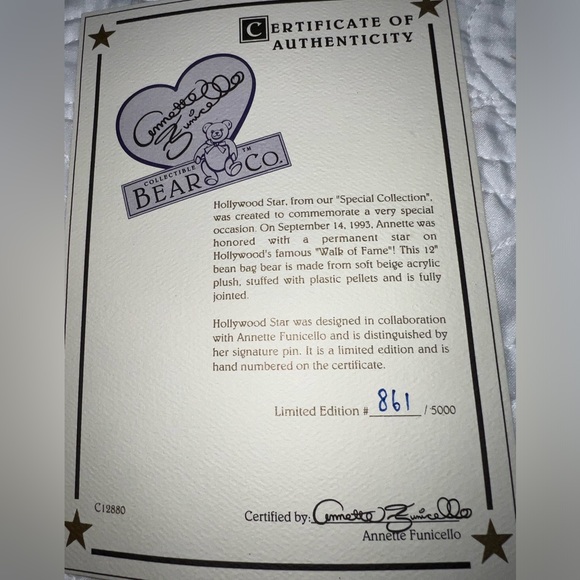 CERTIFICATE OF
AUTHENTICITY
Annette
Funicello
COLLECTIBLE
BEAR CO.™
Hollywood Star, from our "Special Collection",
was created to commemorate a very special
occasion. On September 14, 1993, Annette was
honored with a permanent star on
Hollywood's famous "Walk of Fame"! This 12"
bean bag bear is made from soft beige acrylic
plush, stuffed with plastic pellets and is fully
jointed.
Hollywood Star was designed in collaboration
with Annette Funicello and is distinguished by
her signature pin. It is a limited edition and is
hand numbered on the certificate.
Limited Edition # 861 / 5000
C12880
Certified by: Annette Funicello
Annette Funicello